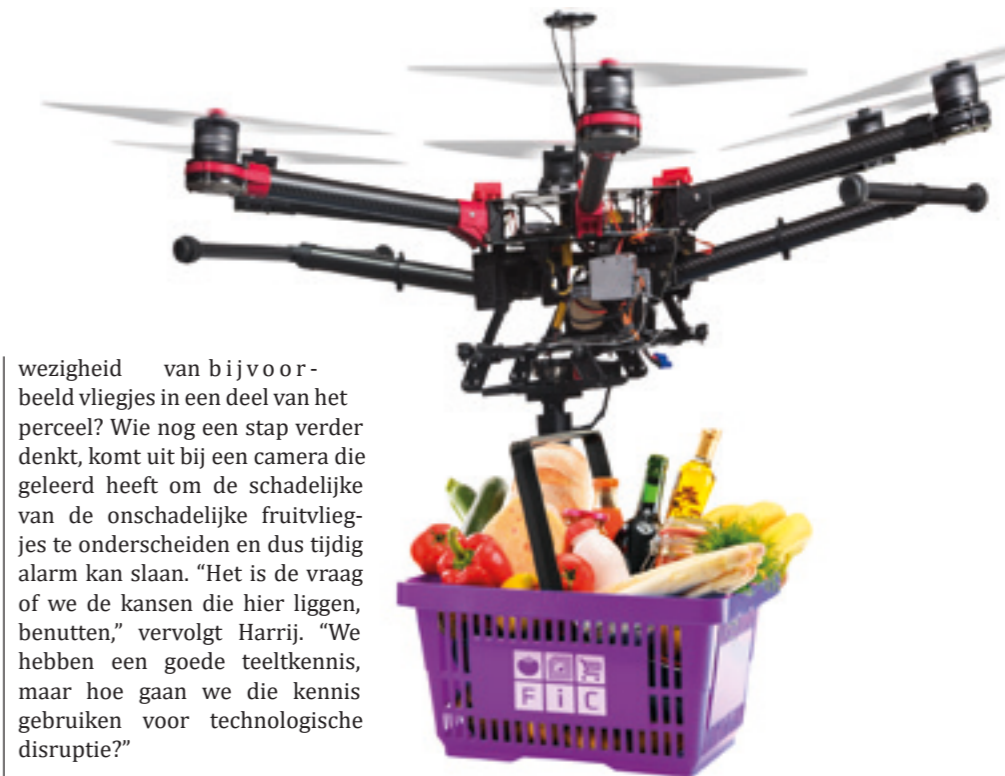 wezigheid van bijvoor-
beeld vliegjes in een deel van het
perceel? Wie nog een stap verder
denkt, komt uit bij een camera die
geleerd heeft om de schadelijke
van de onschadelijke fruitvlieg-
jes te onderscheiden en dus tijdig
alarm kan slaan. “Het is de vraag
of we de kansen die hier liggen,
benutten,” vervolgt Harrij. “We
hebben een goede teeltkennis,
maar hoe gaan we die kennis
gebruiken voor technologische
disruptie?”
FiC